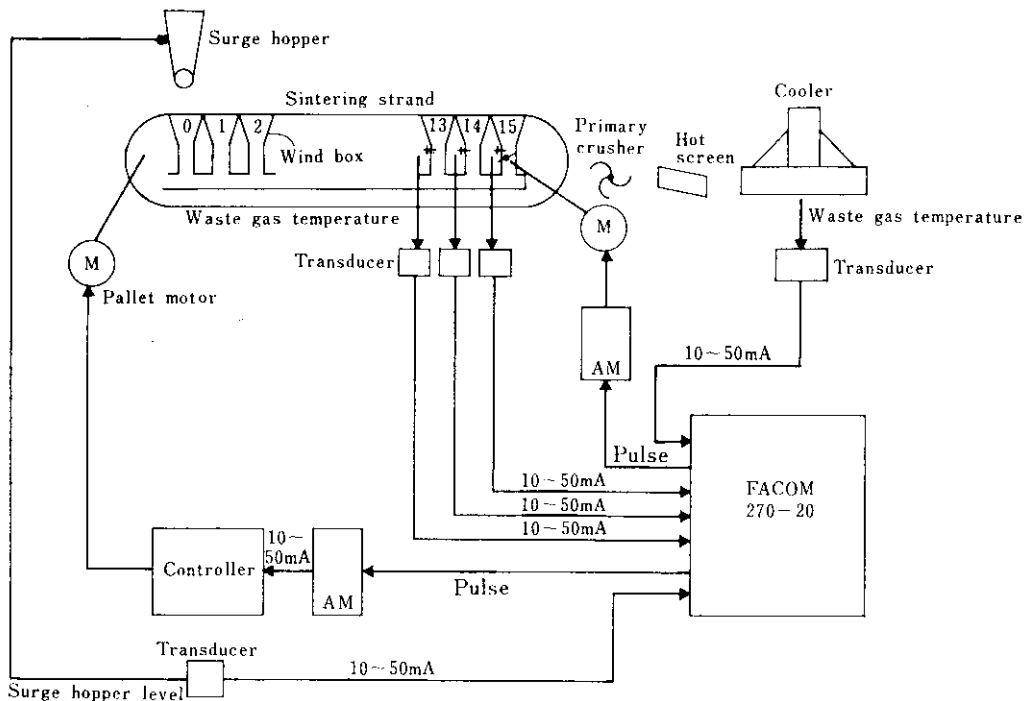 Surge hopper
Sintering strand
0 1 2 13 14 15
Wind box
Primary
crusher
Hot
screen
Cooler
Waste gas temperature
Waste gas temperature
M
M
Transducer
Transducer
Pallet motor
10~50mA
AM
Pulse
10~50mA
10~50mA
10~50mA
FACOM
270-20
Controller
10~
50mA
AM
Pulse
Transducer
10~50mA
Surge hopper level